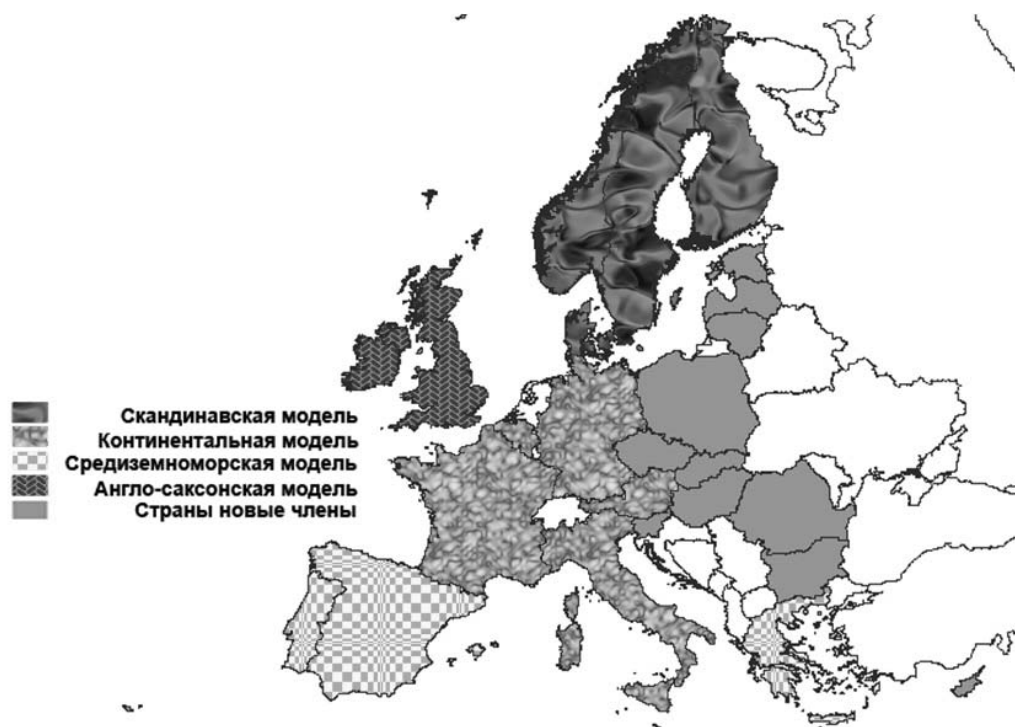 Скандинавская модель
Континентальная модель
Средиземноморская модель
Англо-саксонская модель
Страны новые члены